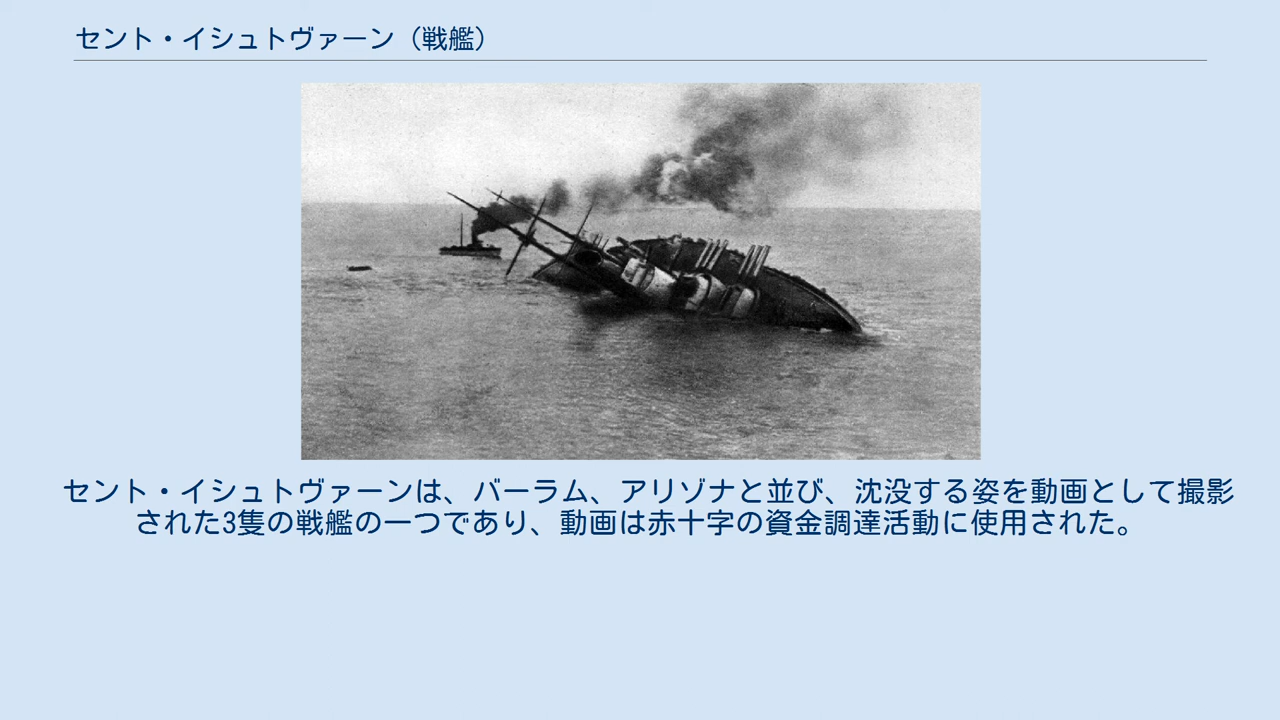 セント・イシュトヴァーン（戦艦）
セント・イシュトヴァーンは、バーラム、アリゾナと並び、沈没する姿を動画として撮影
された3隻の戦艦の一つであり、動画は赤十字の資金調達活動に使用された。